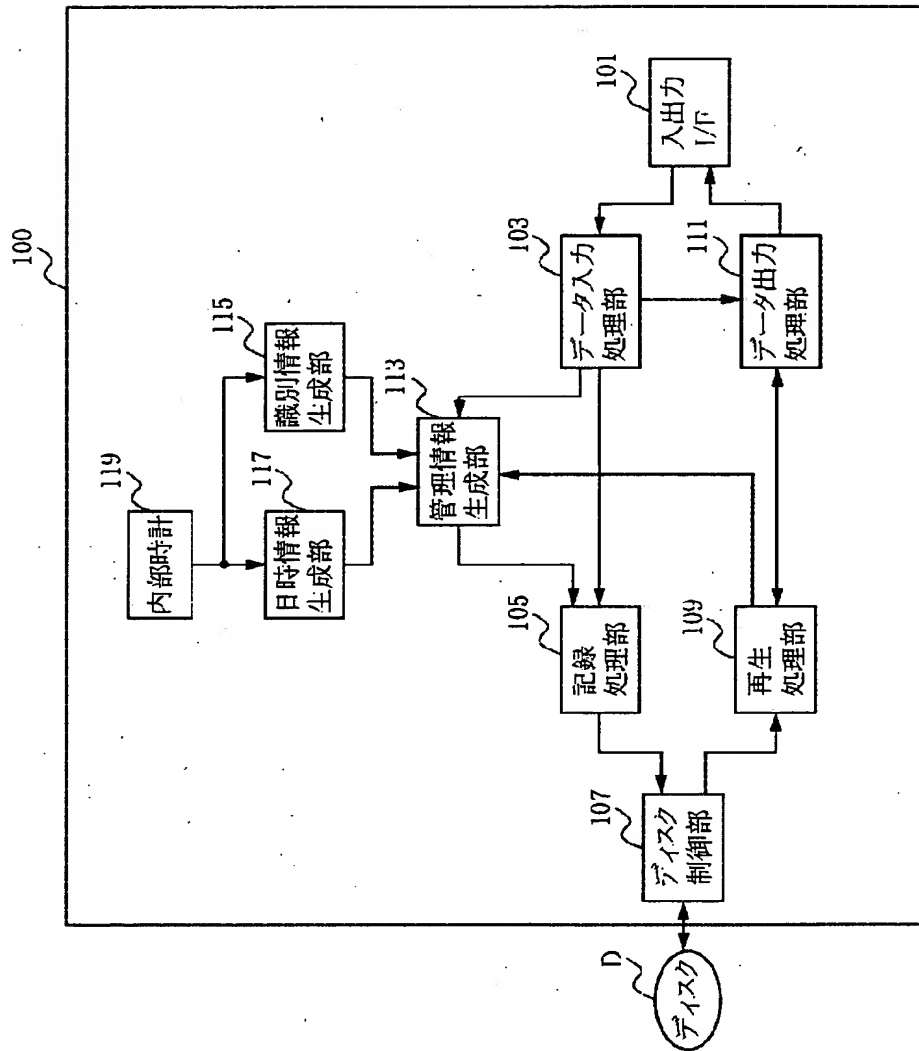 100
119
内部時計
115
識別情報
生成部
117
日時情報
生成部
113
管理情報
生成部
101
入出力
I/F
103
データ入力
処理部
111
データ出力
処理部
105
記録
処理部
109
再生
処理部
107
ディスク
制御部
D
ディスク